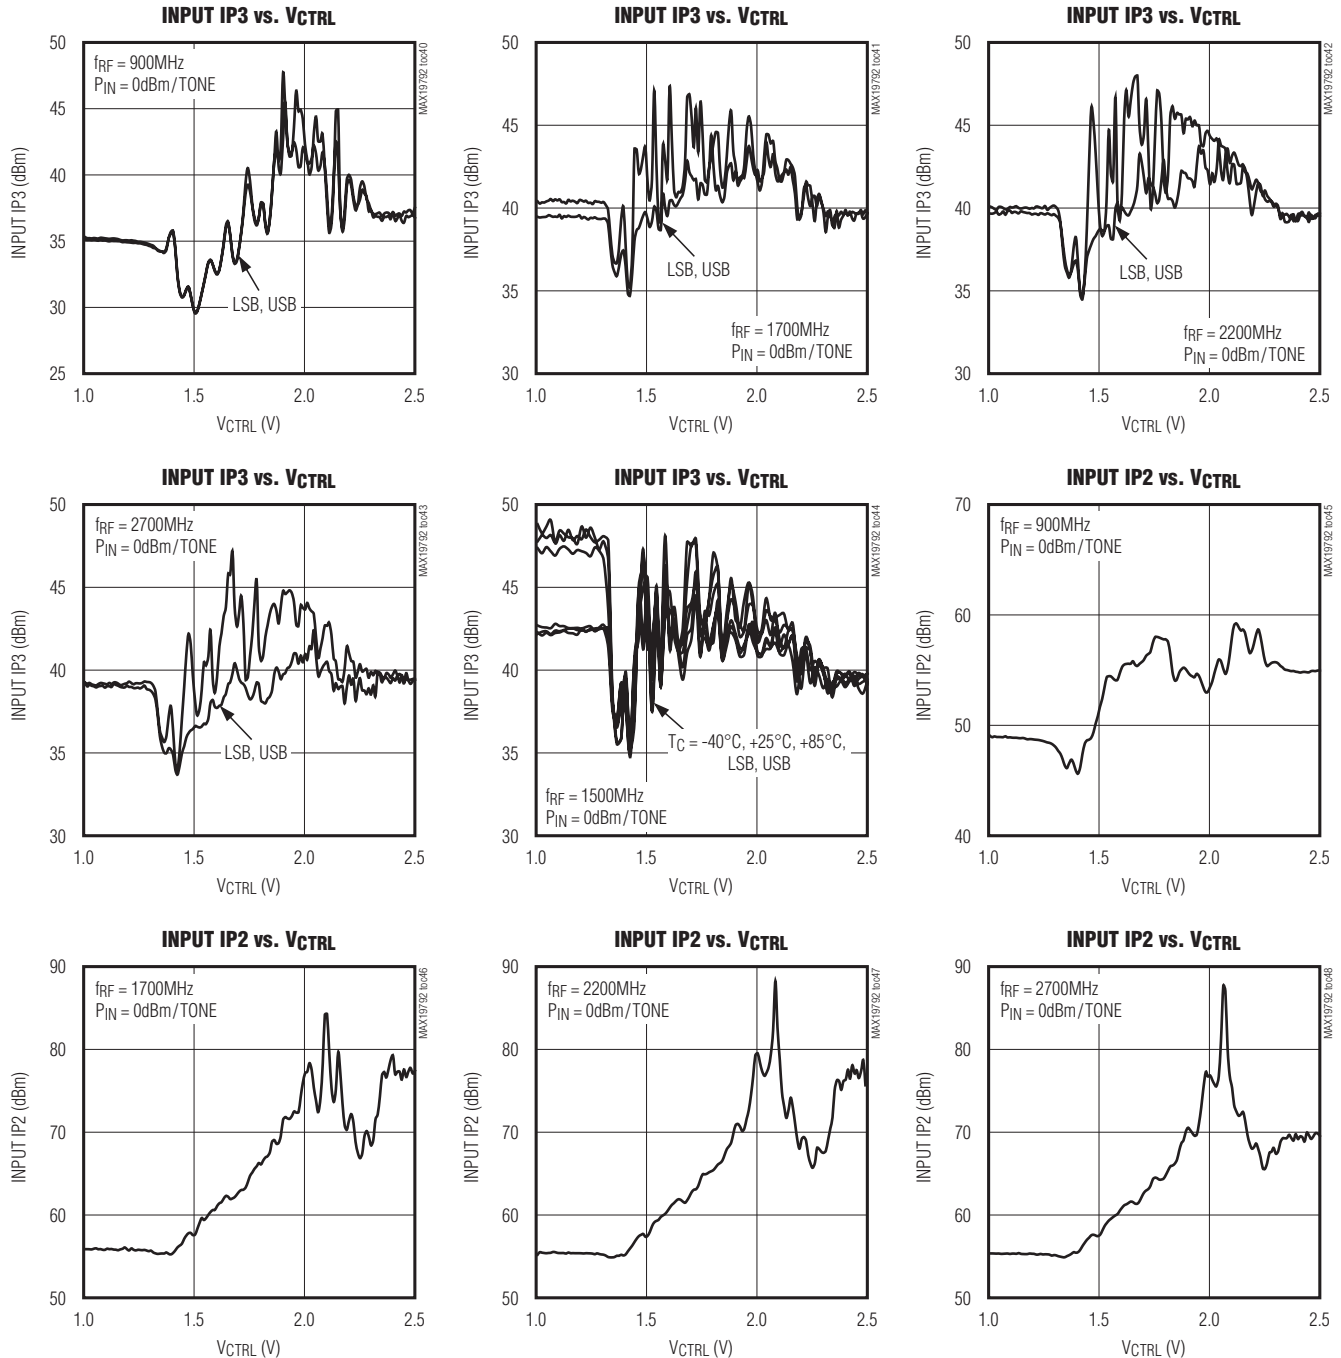 INPUT IP3 vs. VCTRL
50
45
40
35
30
25
INPUT IP3 (dBm)
fRF = 900MHz
PIN = 0dBm/TONE
LSB, USB
1.0 1.5 2.0 2.5
VCTRL (V)
MAX19792 toc40
INPUT IP3 vs. VCTRL
50
45
40
35
30
INPUT IP3 (dBm)
LSB, USB
fRF = 1700MHz
PIN = 0dBm/TONE
1.0 1.5 2.0 2.5
VCTRL (V)
MAX19792 toc41
INPUT IP3 vs. VCTRL
50
45
40
35
30
INPUT IP3 (dBm)
LSB, USB
fRF = 2200MHz
PIN = 0dBm/TONE
1.0 1.5 2.0 2.5
VCTRL (V)
MAX19792 toc42
INPUT IP3 vs. VCTRL
50
45
40
35
30
INPUT IP3 (dBm)
fRF = 2700MHz
PIN = 0dBm/TONE
LSB, USB
1.0 1.5 2.0 2.5
VCTRL (V)
MAX19792 toc43
INPUT IP3 vs. VCTRL
50
45
40
35
30
INPUT IP3 (dBm)
TC = -40°C, +25°C, +85°C,
LSB, USB
fRF = 1500MHz
PIN = 0dBm/TONE
1.0 1.5 2.0 2.5
VCTRL (V)
MAX19792 toc44
INPUT IP2 vs. VCTRL
70
60
50
40
INPUT IP2 (dBm)
fRF = 900MHz
PIN = 0dBm/TONE
1.0 1.5 2.0 2.5
VCTRL (V)
MAX19792 toc45
INPUT IP2 vs. VCTRL
90
80
70
60
50
INPUT IP2 (dBm)
fRF = 1700MHz
PIN = 0dBm/TONE
1.0 1.5 2.0 2.5
VCTRL (V)
MAX19792 toc46
INPUT IP2 vs. VCTRL
90
80
70
60
50
INPUT IP2 (dBm)
fRF = 2200MHz
PIN = 0dBm/TONE
1.0 1.5 2.0 2.5
VCTRL (V)
MAX19792 toc47
INPUT IP2 vs. VCTRL
90
80
70
60
50
INPUT IP2 (dBm)
fRF = 2700MHz
PIN = 0dBm/TONE
1.0 1.5 2.0 2.5
VCTRL (V)
MAX19792 toc48